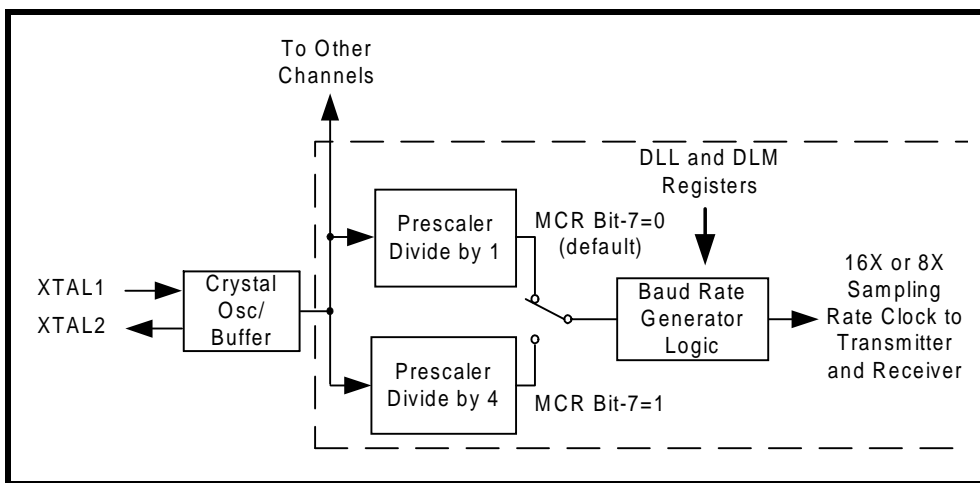 To Other
Channels
DLL and DLM
Registers
Prescaler
Divide by 1
MCR Bit-7=0
(default)
XTAL1
XTAL2
Crystal
Osc/
Buffer
Baud Rate
Generator
Logic
16X or 8X
Sampling
Rate Clock to
Transmitter
and Receiver
Prescaler
Divide by 4
MCR Bit-7=1